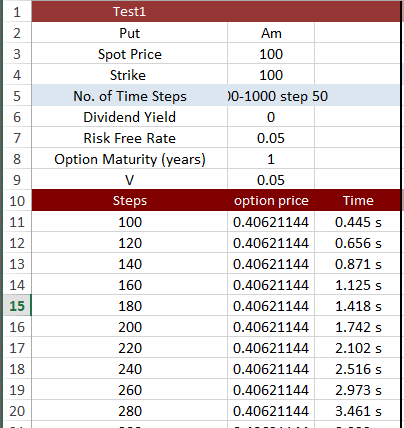 1 Test1
2 Put Am
3 Spot Price 100
4 Strike 100
5 No. of Time Steps 00-1000 step 50
6 Dividend Yield 0
7 Risk Free Rate 0.05
8 Option Maturity (years) 1
9 V 0.05
10 Steps option price Time
11 100 0.40621144 0.445 s
12 120 0.40621144 0.656 s
13 140 0.40621144 0.871 s
14 160 0.40621144 1.125 s
15 180 0.40621144 1.418 s
16 200 0.40621144 1.742 s
17 220 0.40621144 2.102 s
18 240 0.40621144 2.516 s
19 260 0.40621144 2.973 s
20 280 0.40621144 3.461 s